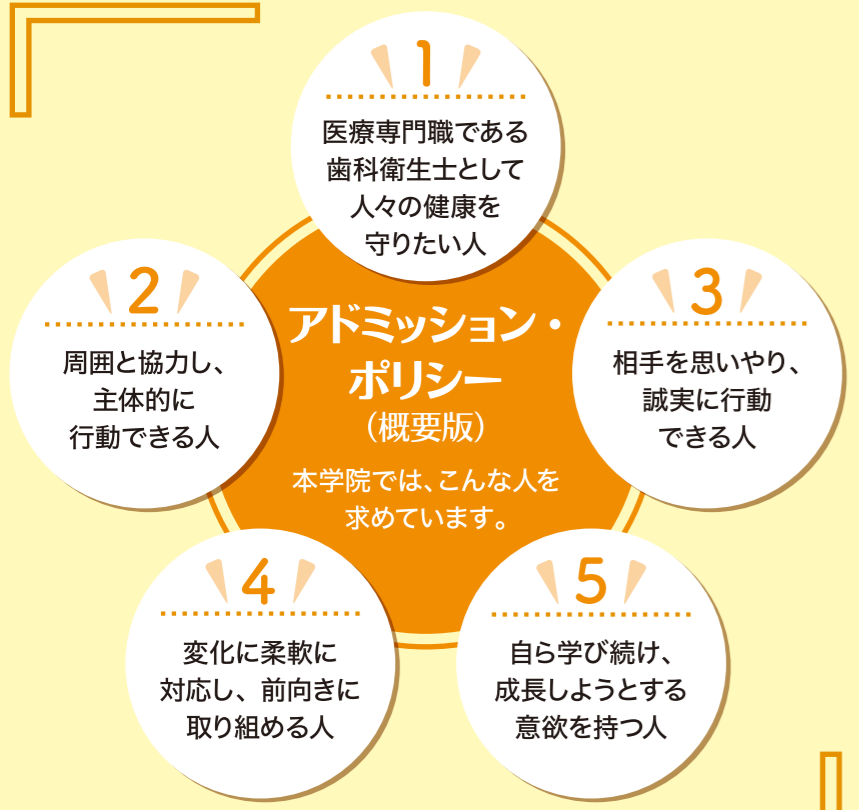 1
医療専門職である
歯科衛生士として
人々の健康を
守りたい人
アドミッション・
ポリシー
（概要版）
本学院では、こんな人を
求めています。
2
周囲と協力し、
主体的に
行動できる人
3
相手を思いやり、
誠実に行動
できる人
4
変化に柔軟に
対応し、前向きに
取り組める人
5
自ら学び続け、
成長しようとする
意欲を持つ人